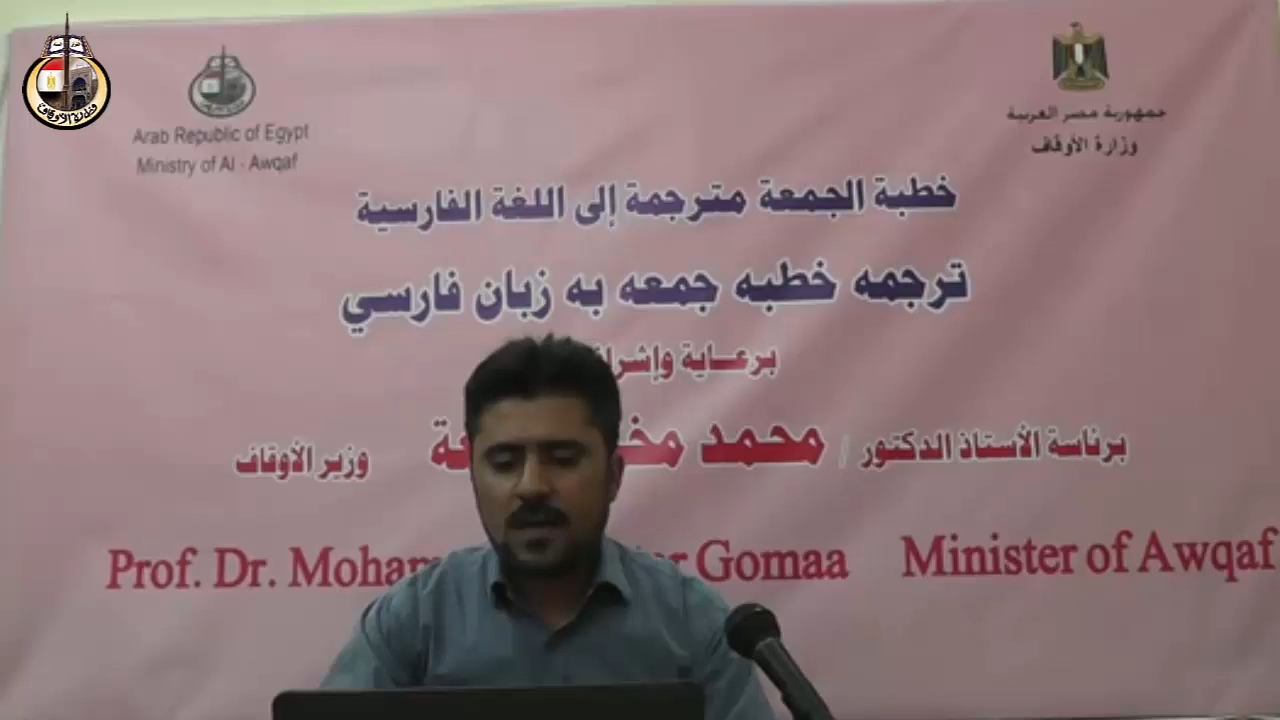 وزارة الأوقاف
Arab Republic of Egypt
Ministry of Al - Awqaf
جمهورية مصر العربية
وزارة الأوقاف
خطبة الجمعة مترجمة إلى اللغة الفارسية
ترجمه خطبه جمعه به زبان فارسي
برعاية وإشراف
برئاسة الأستاذ الدكتور / محمد وزير الأوقاف
Prof. Dr. Gomaa Minister of Awqaf